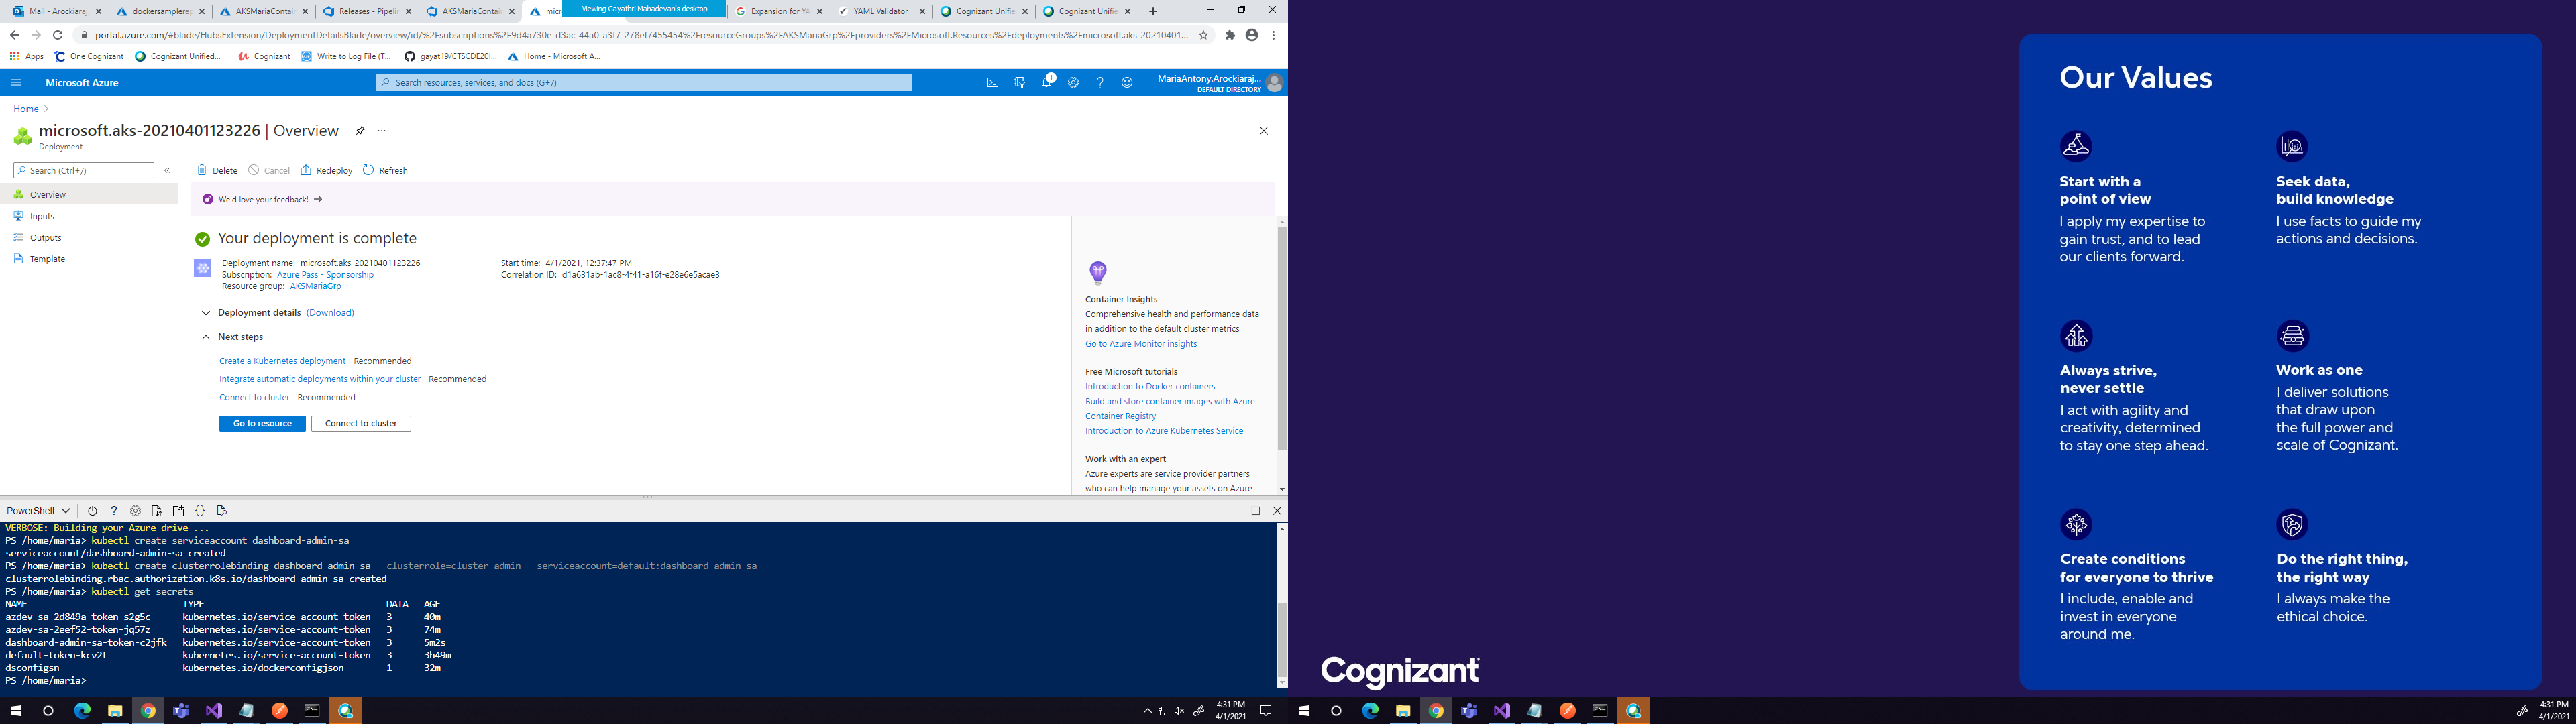 Mail - Arockiaraj
dockersamplereg
AKSMariaContai
Releases - Pipelin
AKSMariaContai
micr
Viewing Gayathri Mahadevan's desktop
Expansion for YA
YAML Validator
Cognizant Unifie
Cognizant Unifie
portal.azure.com/#blade/HubsExtension/DeploymentDetailsBlade/overview/id/%2Fsubscriptions%2F9d4a730e-d3ac-44a0-a3f7-278ef7455454%2FresourceGroups%2FAKSMariaGrp%2Fproviders%2FMicrosoft.Resources%2Fdeployments%2Fmicrosoft.aks-20210401...
Apps
One Cognizant
Cognizant Unified...
Cognizant
Write to Log File (T...
gayat19/CTSCDE20I...
Home - Microsoft A...
Microsoft Azure
Search resources, services, and docs (G+/)
1
MariaAntony.Arockiaraj...
DEFAULT DIRECTORY
Home
microsoft.aks-20210401123226 | Overview
Deployment
Search (Ctrl+/)
Overview
Inputs
Outputs
Template
Delete
Cancel
Redeploy
Refresh
We'd love your feedback! →
Your deployment is complete
Deployment name: microsoft.aks-20210401123226
Subscription: Azure Pass - Sponsorship
Resource group: AKSMariaGrp
Start time: 4/1/2021, 12:37:47 PM
Correlation ID: d1a631ab-1ac8-4f41-a16f-e28e6e5acae3
Deployment details (Download)
Next steps
Create a Kubernetes deployment Recommended
Integrate automatic deployments within your cluster Recommended
Connect to cluster Recommended
Go to resource
Connect to cluster
Container Insights
Comprehensive health and performance data
in addition to the default cluster metrics
Go to Azure Monitor insights
Free Microsoft tutorials
Introduction to Docker containers
Build and store container images with Azure
Container Registry
Introduction to Azure Kubernetes Service
Work with an expert
Azure experts are service provider partners
who can help manage your assets on Azure
PowerShell
VERBOSE: Building your Azure drive ...
PS /home/maria> kubectl create serviceaccount dashboard-admin-sa
serviceaccount/dashboard-admin-sa created
PS /home/maria> kubectl create clusterrolebinding dashboard-admin-sa --clusterrole=cluster-admin --serviceaccount=default:dashboard-admin-sa
clusterrolebinding.rbac.authorization.k8s.io/dashboard-admin-sa created
PS /home/maria> kubectl get secrets
NAME TYPE DATA AGE
azdev-sa-2d849a-token-s2g5c kubernetes.io/service-account-token 3 40m
azdev-sa-2eef52-token-jq57z kubernetes.io/service-account-token 3 74m
dashboard-admin-sa-token-c2jfk kubernetes.io/service-account-token 3 5m2s
default-token-kcv2t kubernetes.io/service-account-token 3 3h49m
dsconfigsn kubernetes.io/dockerconfigjson 1 32m
PS /home/maria>
4:31 PM
4/1/2021
Our Values
Start with a
point of view
I apply my expertise to
gain trust, and to lead
our clients forward.
Seek data,
build knowledge
I use facts to guide my
actions and decisions.
Always strive,
never settle
I act with agility and
creativity, determined
to stay one step ahead.
Work as one
I deliver solutions
that draw upon
the full power and
scale of Cognizant.
Create conditions
for everyone to thrive
I include, enable and
invest in everyone
around me.
Do the right thing,
the right way
I always make the
ethical choice.
Cognizant
4:31 PM
4/1/2021